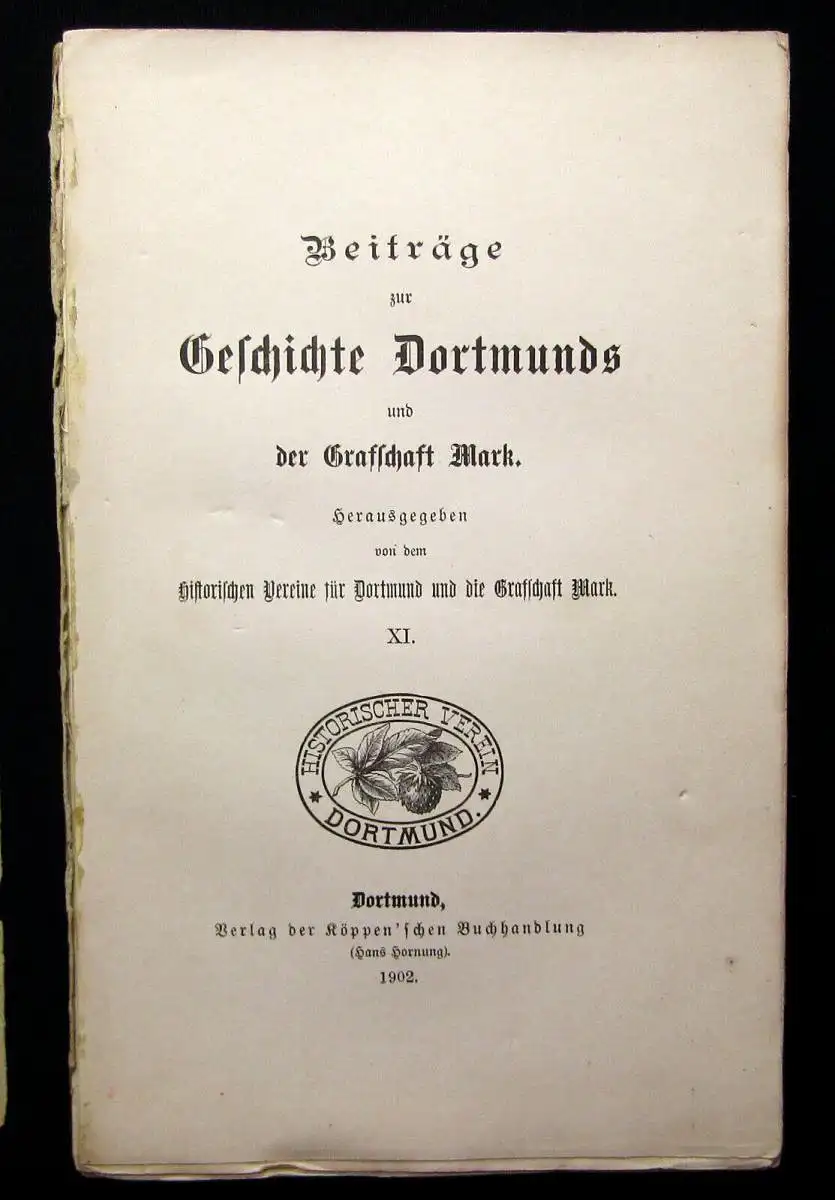 Beiträge
zur
Geschichte Dortmunds
und
der Grafschaft Mark.
Herausgegeben
von dem
Historischen Vereine für Dortmund und die Grafschaft Mark.
XI.
HISTORISCHER VEREIN
* DORTMUND. *
Dortmund,
Verlag der Köppen'schen Buchhandlung
(Hans Hornung).
1902.